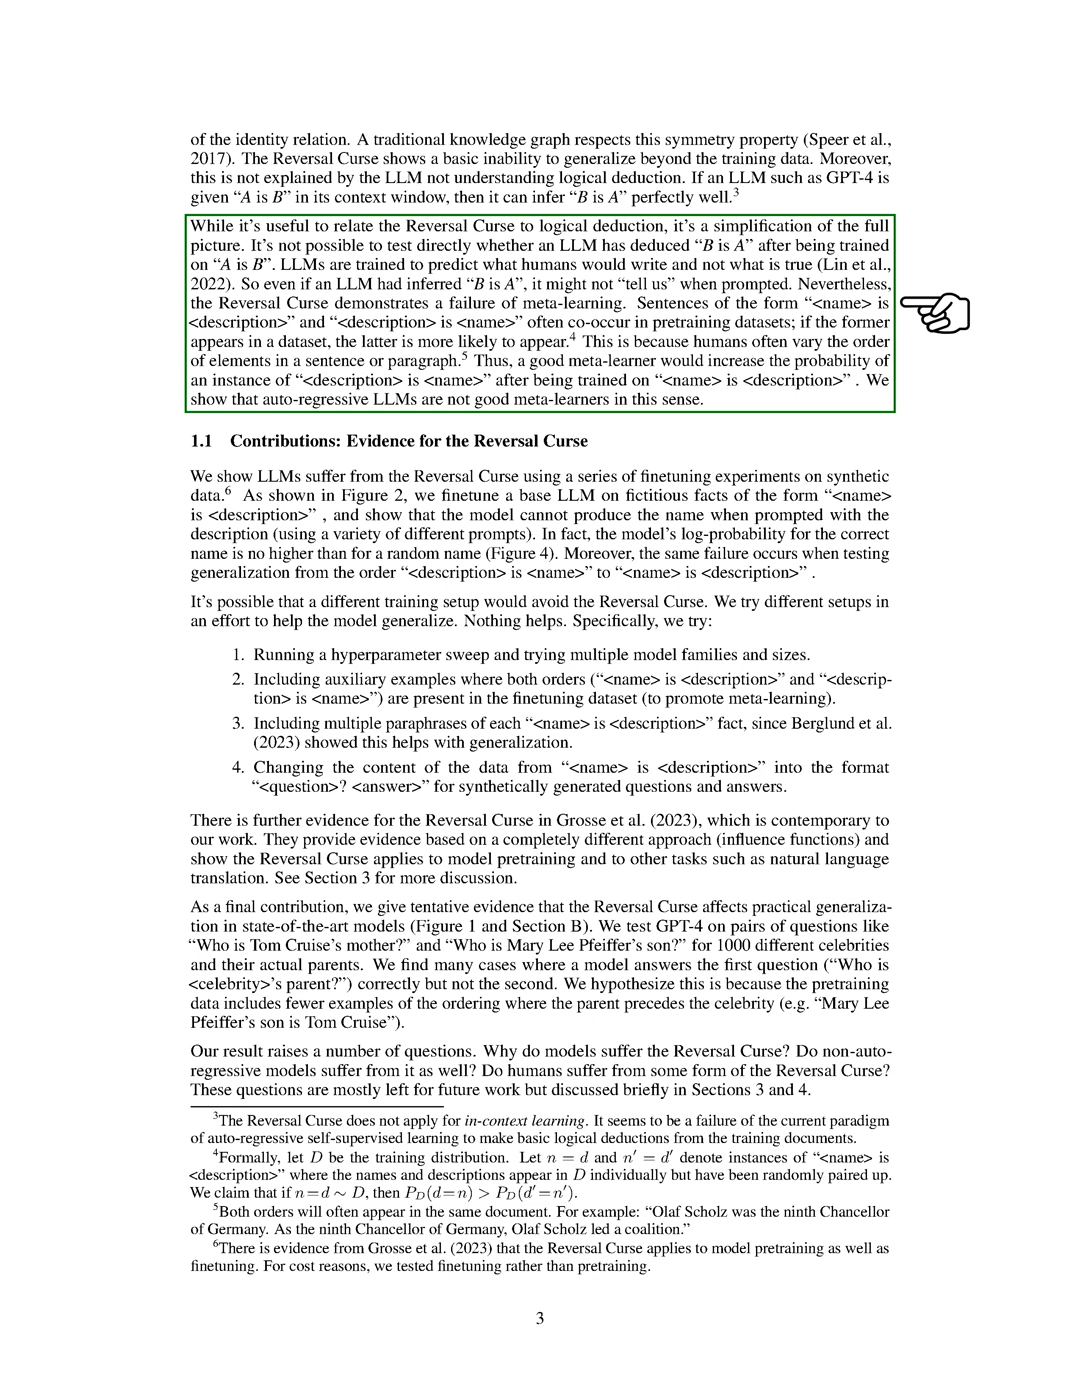 of the identity relation. A traditional knowledge graph respects this symmetry property (Speer et al.,
2017). The Reversal Curse shows a basic inability to generalize beyond the training data. Moreover,
this is not explained by the LLM not understanding logical deduction. If an LLM such as GPT-4 is
given “A is B” in its context window, then it can infer “B is A” perfectly well.3
While it’s useful to relate the Reversal Curse to logical deduction, it’s a simplification of the full
picture. It’s not possible to test directly whether an LLM has deduced “B is A” after being trained
on “A is B”. LLMs are trained to predict what humans would write and not what is true (Lin et al.,
2022). So even if an LLM had inferred “B is A”, it might not “tell us” when prompted. Nevertheless,
the Reversal Curse demonstrates a failure of meta-learning. Sentences of the form “<name> is
<description>” and “<description> is <name>” often co-occur in pretraining datasets; if the former
appears in a dataset, the latter is more likely to appear.4 This is because humans often vary the order
of elements in a sentence or paragraph.5 Thus, a good meta-learner would increase the probability of
an instance of “<description> is <name>” after being trained on “<name> is <description>” . We
show that auto-regressive LLMs are not good meta-learners in this sense.
1.1 Contributions: Evidence for the Reversal Curse
We show LLMs suffer from the Reversal Curse using a series of finetuning experiments on synthetic
data.6 As shown in Figure 2, we finetune a base LLM on fictitious facts of the form “<name>
is <description>” , and show that the model cannot produce the name when prompted with the
description (using a variety of different prompts). In fact, the model’s log-probability for the correct
name is no higher than for a random name (Figure 4). Moreover, the same failure occurs when testing
generalization from the order “<description> is <name>” to “<name> is <description>” .
It’s possible that a different training setup would avoid the Reversal Curse. We try different setups in
an effort to help the model generalize. Nothing helps. Specifically, we try:
1. Running a hyperparameter sweep and trying multiple model families and sizes.
2. Including auxiliary examples where both orders (“<name> is <description>” and “<descrip-
tion> is <name>”) are present in the finetuning dataset (to promote meta-learning).
3. Including multiple paraphrases of each “<name> is <description>” fact, since Berglund et al.
(2023) showed this helps with generalization.
4. Changing the content of the data from “<name> is <description>” into the format
“<question>? <answer>” for synthetically generated questions and answers.
There is further evidence for the Reversal Curse in Grosse et al. (2023), which is contemporary to
our work. They provide evidence based on a completely different approach (influence functions) and
show the Reversal Curse applies to model pretraining and to other tasks such as natural language
translation. See Section 3 for more discussion.
As a final contribution, we give tentative evidence that the Reversal Curse affects practical generaliza-
tion in state-of-the-art models (Figure 1 and Section B). We test GPT-4 on pairs of questions like
“Who is Tom Cruise’s mother?” and “Who is Mary Lee Pfeiffer’s son?” for 1000 different celebrities
and their actual parents. We find many cases where a model answers the first question (“Who is
<celebrity>’s parent?”) correctly but not the second. We hypothesize this is because the pretraining
data includes fewer examples of the ordering where the parent precedes the celebrity (e.g. “Mary Lee
Pfeiffer’s son is Tom Cruise”).
Our result raises a number of questions. Why do models suffer the Reversal Curse? Do non-auto-
regressive models suffer from it as well? Do humans suffer from some form of the Reversal Curse?
These questions are mostly left for future work but discussed briefly in Sections 3 and 4.
3The Reversal Curse does not apply for in-context learning. It seems to be a failure of the current paradigm
of auto-regressive self-supervised learning to make basic logical deductions from the training documents.
4Formally, let D be the training distribution. Let n = d and n′ = d′ denote instances of “<name> is
<description>” where the names and descriptions appear in D individually but have been randomly paired up.
We claim that if n=d ∼ D, then PD(d=n) > PD(d′=n′).
5Both orders will often appear in the same document. For example: “Olaf Scholz was the ninth Chancellor
of Germany. As the ninth Chancellor of Germany, Olaf Scholz led a coalition.”
6There is evidence from Grosse et al. (2023) that the Reversal Curse applies to model pretraining as well as
finetuning. For cost reasons, we tested finetuning rather than pretraining.
3